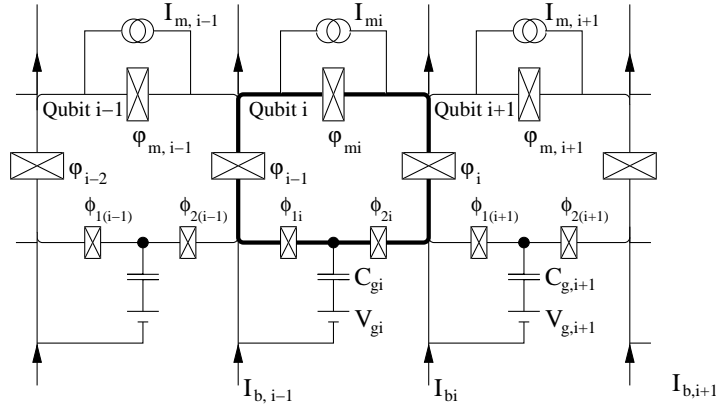 I_{m, i−1} I_{mi} I_{m, i+1}
Qubit i−1 Qubit i Qubit i+1
φ_{m, i−1} φ_{mi} φ_{m, i+1}
φ_{i−2} φ_{i−1} φ_i
ϕ_{1(i−1)} ϕ_{2(i−1)} ϕ_{1i} ϕ_{2i} ϕ_{1(i+1)} ϕ_{2(i+1)}
C_{gi} C_{g,i+1}
V_{gi} V_{g,i+1}
I_{b, i−1} I_{bi} I_{b,i+1}